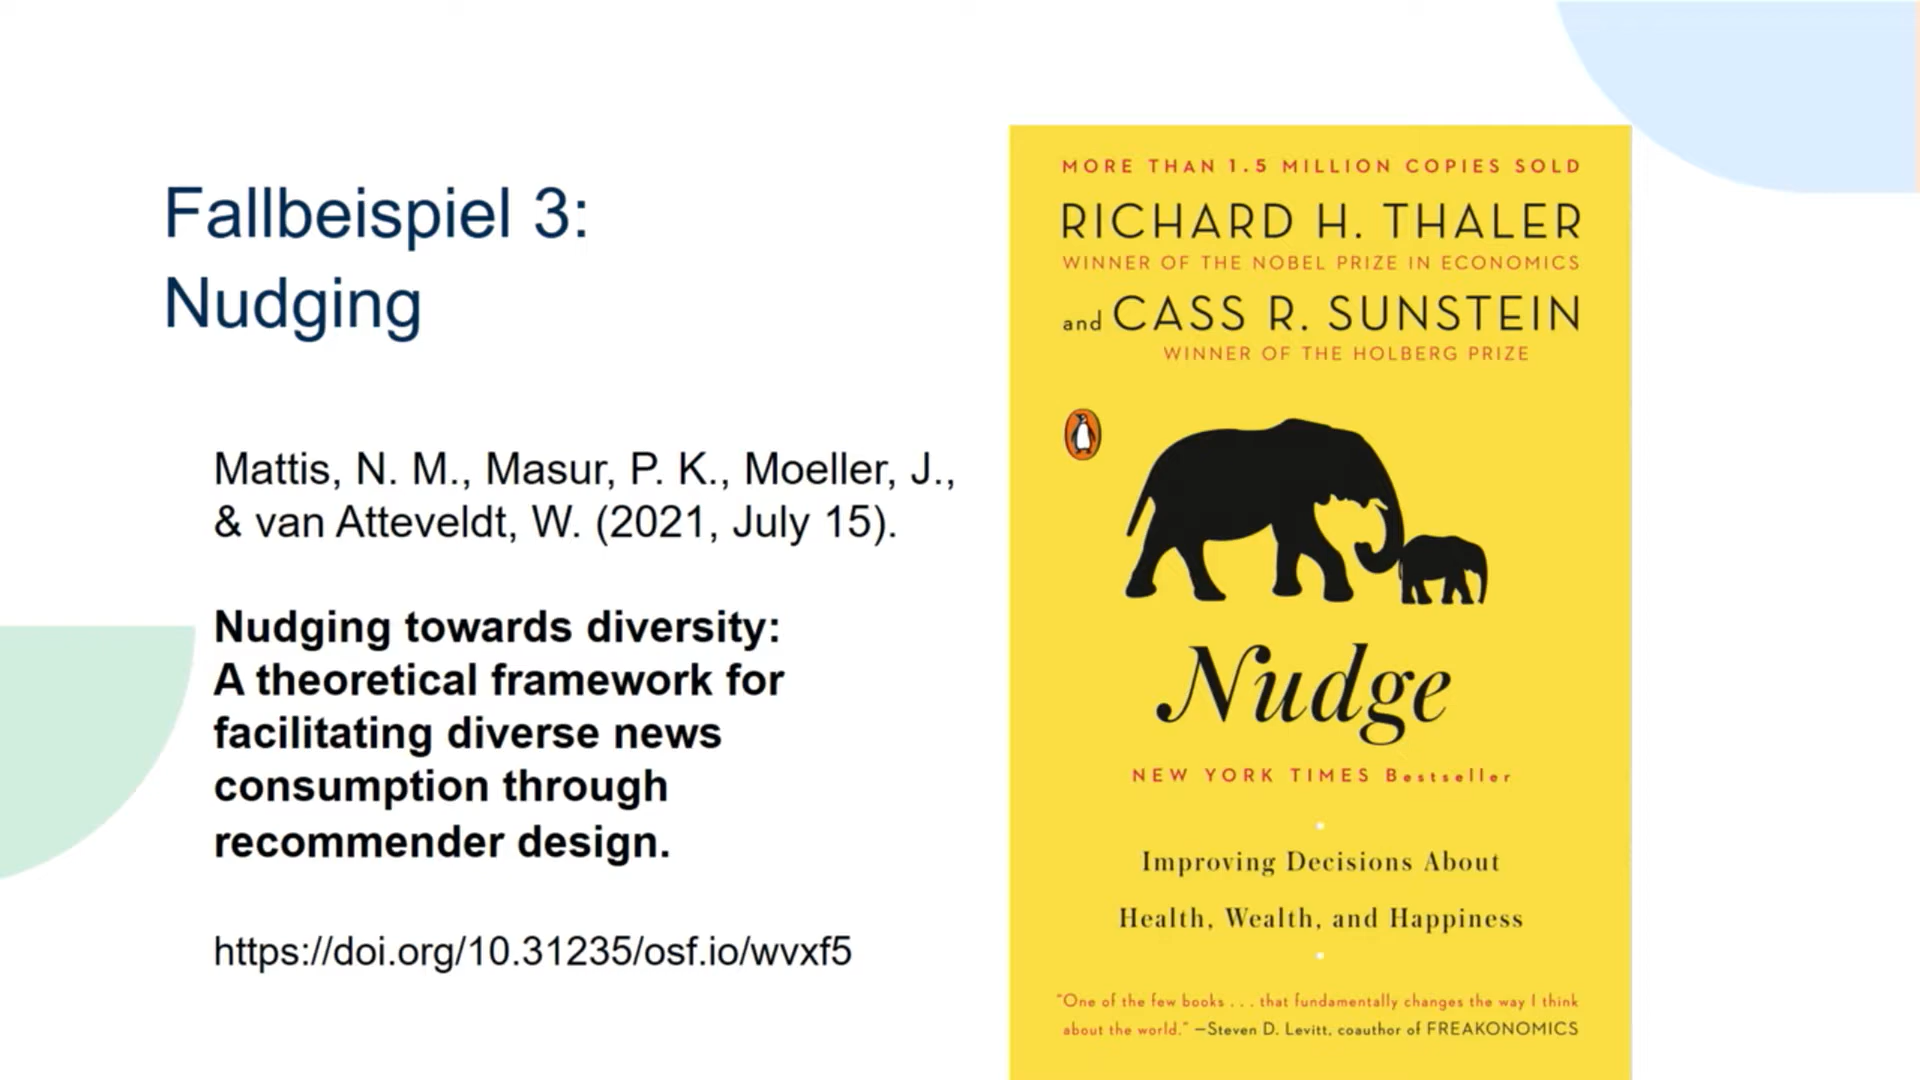 Fallbeispiel 3:
Nudging
Mattis, N. M., Masur, P. K., Moeller, J.,
& van Atteveldt, W. (2021, July 15).
Nudging towards diversity:
A theoretical framework for
facilitating diverse news
consumption through
recommender design.
https://doi.org/10.31235/osf.io/wvxf5
MORE THAN 1.5 MILLION COPIES SOLD
RICHARD H. THALER
WINNER OF THE NOBEL PRIZE IN ECONOMICS
and CASS R. SUNSTEIN
WINNER OF THE HOLBERG PRIZE
Nudge
NEW YORK TIMES Bestseller
Improving Decisions About
Health, Wealth, and Happiness
"One of the few books . . . that fundamentally changes the way I think
about the world." —Steven D. Levitt, coauthor of FREAKONOMICS